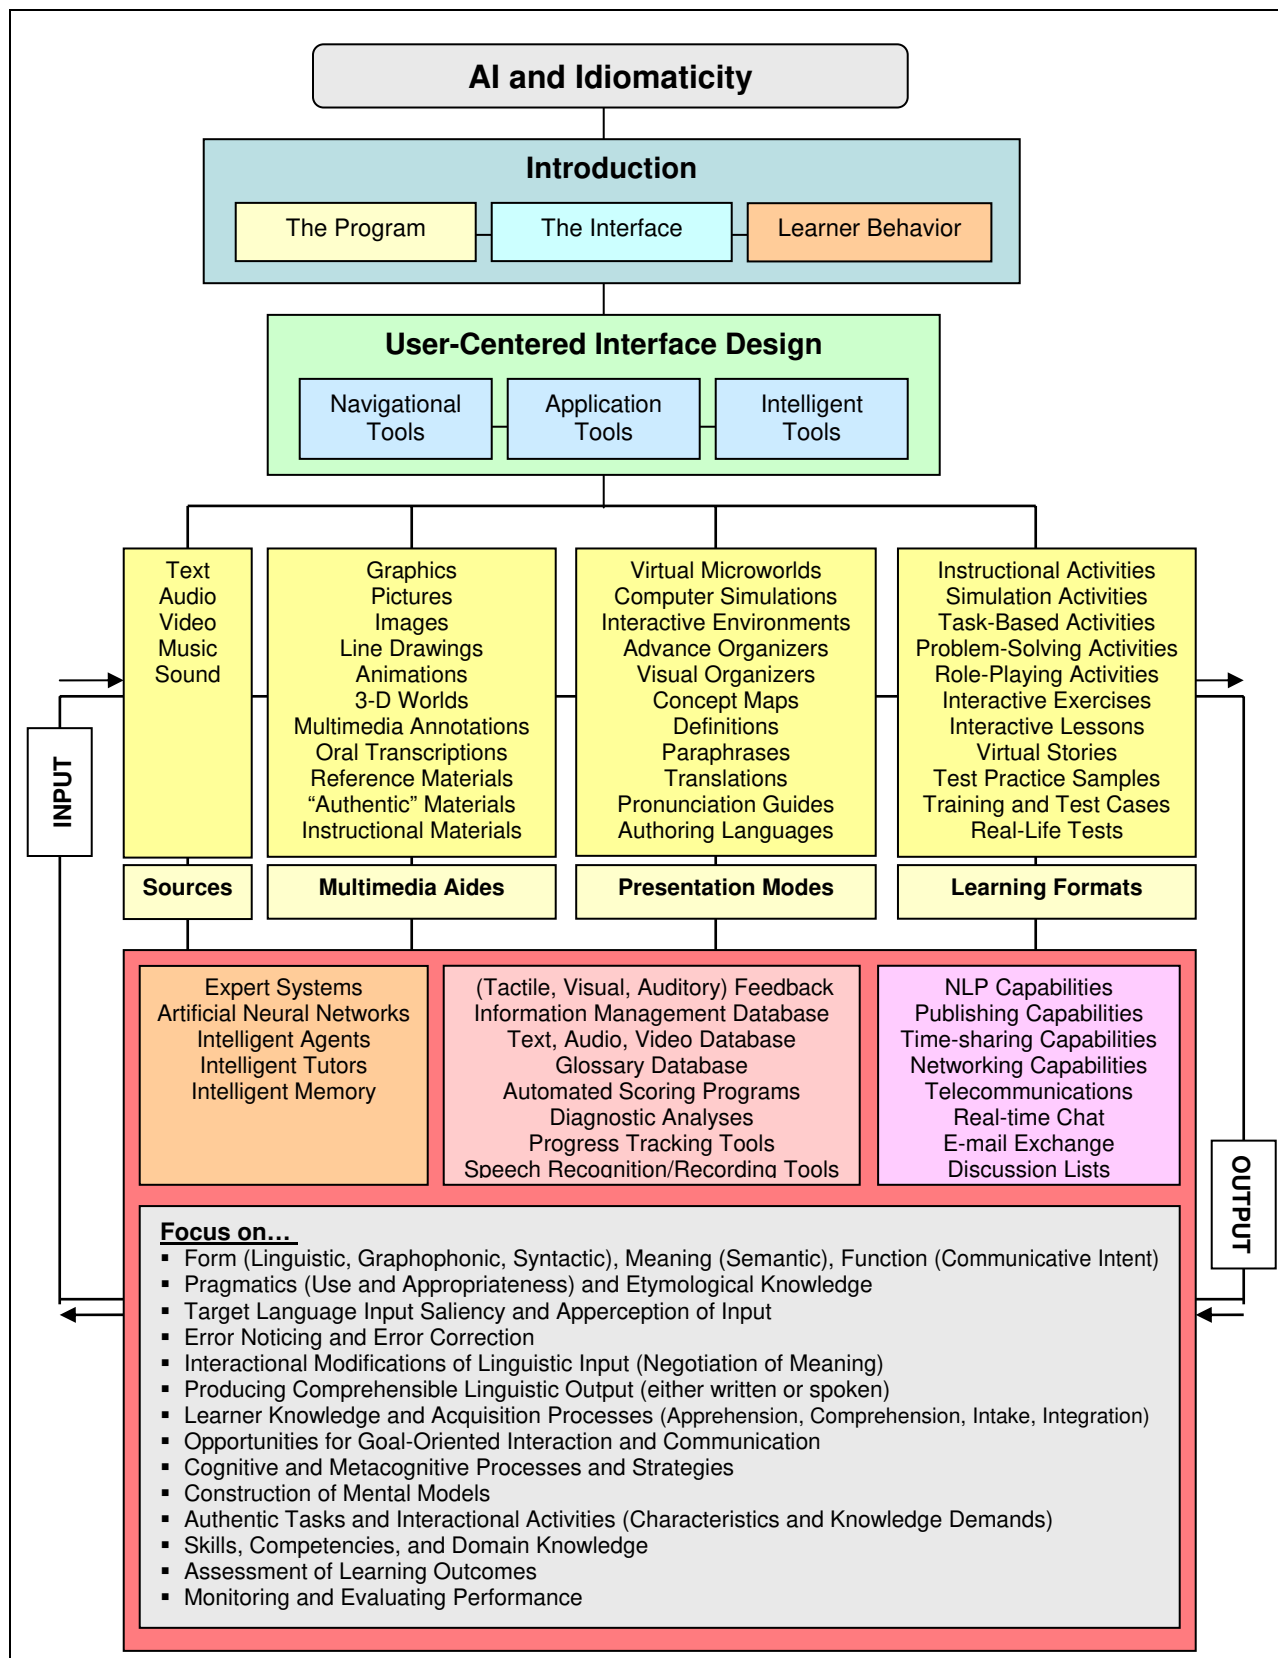 AI and Idiomaticity
Introduction
The Program
The Interface
Learner Behavior
User-Centered Interface Design
Navigational
Tools
Application
Tools
Intelligent
Tools
Text
Audio
Video
Music
Sound
Graphics
Pictures
Images
Line Drawings
Animations
3-D Worlds
Multimedia Annotations
Oral Transcriptions
Reference Materials
“Authentic” Materials
Instructional Materials
Virtual Microworlds
Computer Simulations
Interactive Environments
Advance Organizers
Visual Organizers
Concept Maps
Definitions
Paraphrases
Translations
Pronunciation Guides
Authoring Languages
Instructional Activities
Simulation Activities
Task-Based Activities
Problem-Solving Activities
Role-Playing Activities
Interactive Exercises
Interactive Lessons
Virtual Stories
Test Practice Samples
Training and Test Cases
Real-Life Tests
INPUT
Sources
Multimedia Aides
Presentation Modes
Learning Formats
Expert Systems
Artificial Neural Networks
Intelligent Agents
Intelligent Tutors
Intelligent Memory
(Tactile, Visual, Auditory) Feedback
Information Management Database
Text, Audio, Video Database
Glossary Database
Automated Scoring Programs
Diagnostic Analyses
Progress Tracking Tools
Speech Recognition/Recording Tools
NLP Capabilities
Publishing Capabilities
Time-sharing Capabilities
Networking Capabilities
Telecommunications
Real-time Chat
E-mail Exchange
Discussion Lists
OUTPUT
Focus on…
▪ Form (Linguistic, Graphophonic, Syntactic), Meaning (Semantic), Function (Communicative Intent)
▪ Pragmatics (Use and Appropriateness) and Etymological Knowledge
▪ Target Language Input Saliency and Apperception of Input
▪ Error Noticing and Error Correction
▪ Interactional Modifications of Linguistic Input (Negotiation of Meaning)
▪ Producing Comprehensible Linguistic Output (either written or spoken)
▪ Learner Knowledge and Acquisition Processes (Apprehension, Comprehension, Intake, Integration)
▪ Opportunities for Goal-Oriented Interaction and Communication
▪ Cognitive and Metacognitive Processes and Strategies
▪ Construction of Mental Models
▪ Authentic Tasks and Interactional Activities (Characteristics and Knowledge Demands)
▪ Skills, Competencies, and Domain Knowledge
▪ Assessment of Learning Outcomes
▪ Monitoring and Evaluating Performance